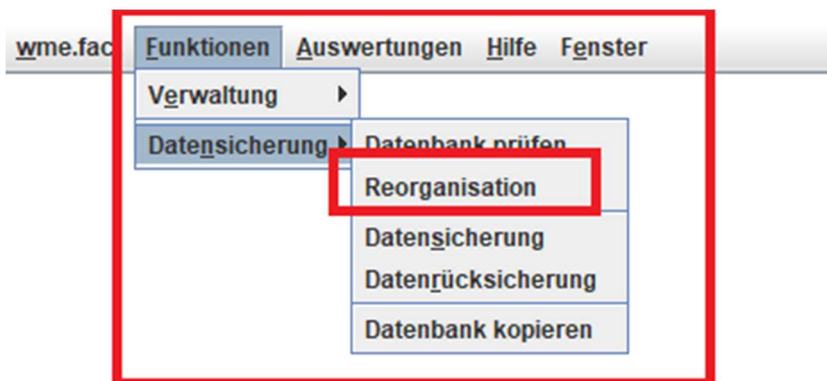 wme.fac Funktionen Auswertungen Hilfe Fenster
Verwaltung
Datensicherung Datenbank prüfen
Reorganisation
Datensicherung
Datenrücksicherung
Datenbank kopieren